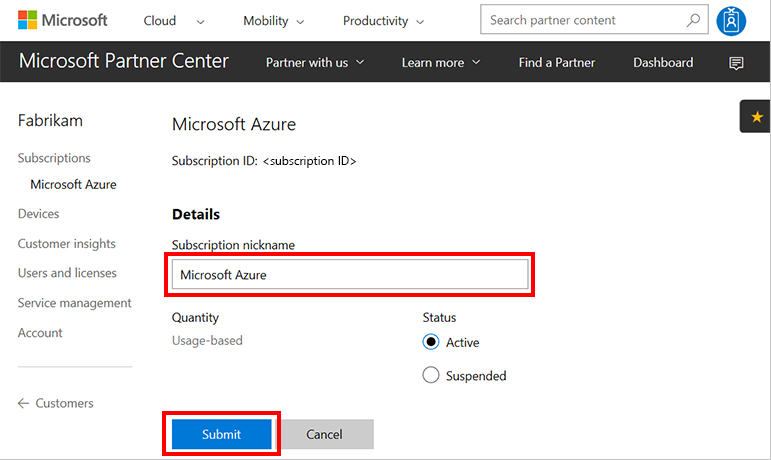 Microsoft Cloud Mobility Productivity Search partner content
Microsoft Partner Center Partner with us Learn more Find a Partner Dashboard
Fabrikam
Subscriptions
Microsoft Azure
Devices
Customer insights
Users and licenses
Service management
Account
Customers
Microsoft Azure
Subscription ID: <subscription ID>
Details
Subscription nickname
Microsoft Azure
Quantity
Usage-based
Status
Active
Suspended
Submit Cancel